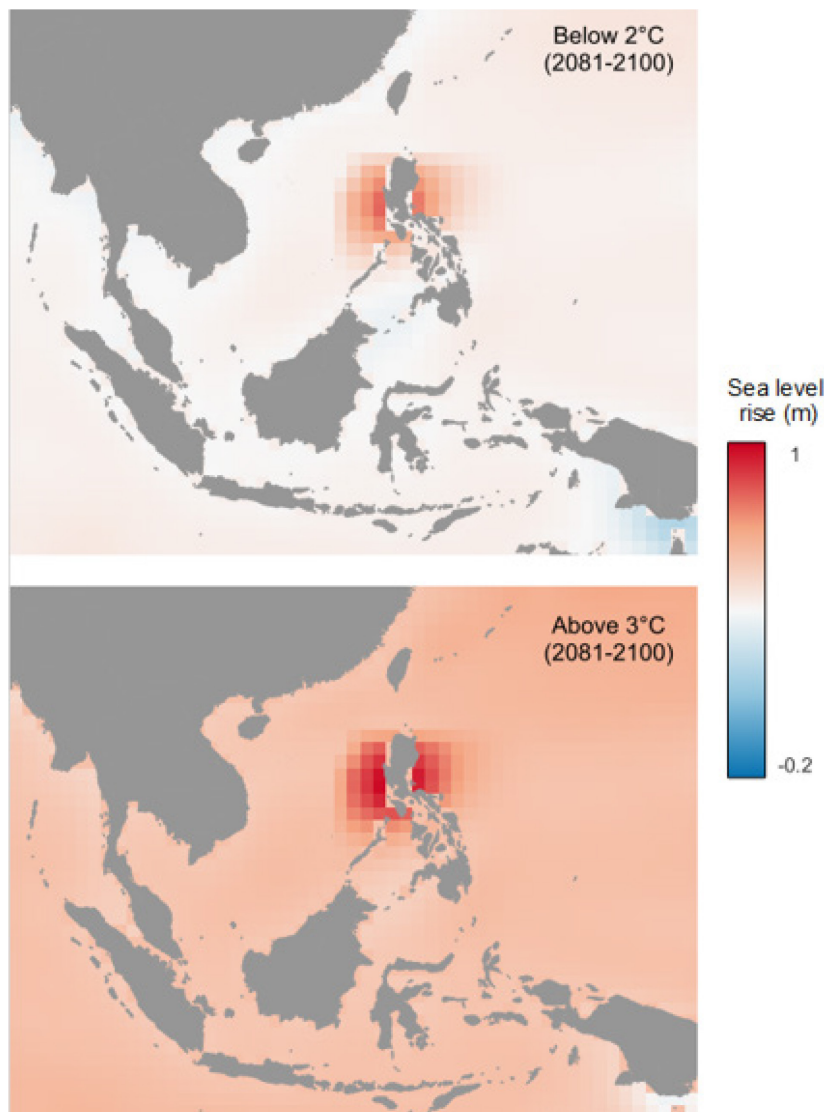 Below 2°C
(2081-2100)
Sea level
rise (m)
1
-0.2
Above 3°C
(2081-2100)